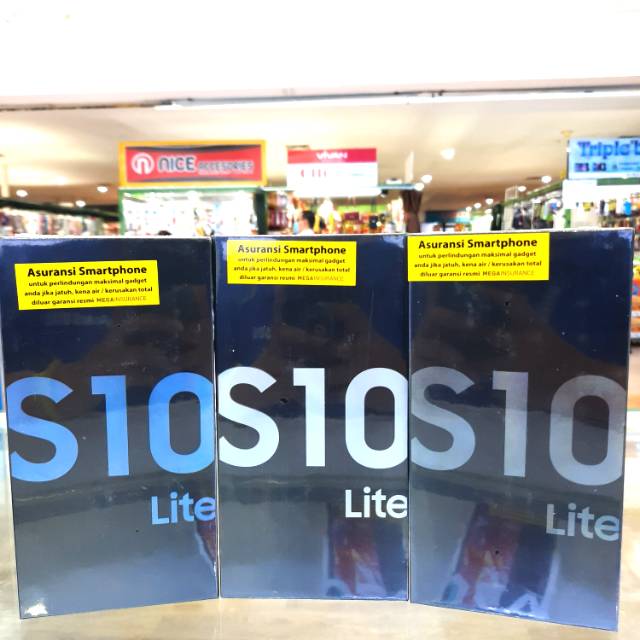 NICE ACCESORIES
VIVAN
Triple
Asuransi Smartphone
untuk perlindungan maksimal gadget
anda jika jatuh, kena air / kerusakan total
diluar garansi resmi MEGAINSURANCE
Asuransi Smartphone
untuk perlindungan maksimal gadget
anda jika jatuh, kena air / kerusakan total
diluar garansi resmi MEGAINSURANCE
Asuransi Smartphone
untuk perlindungan maksimal gadget
anda jika jatuh, kena air / kerusakan total
diluar garansi resmi MEGAINSURANCE
S10
Lite
S10
Lite
S10
Lite